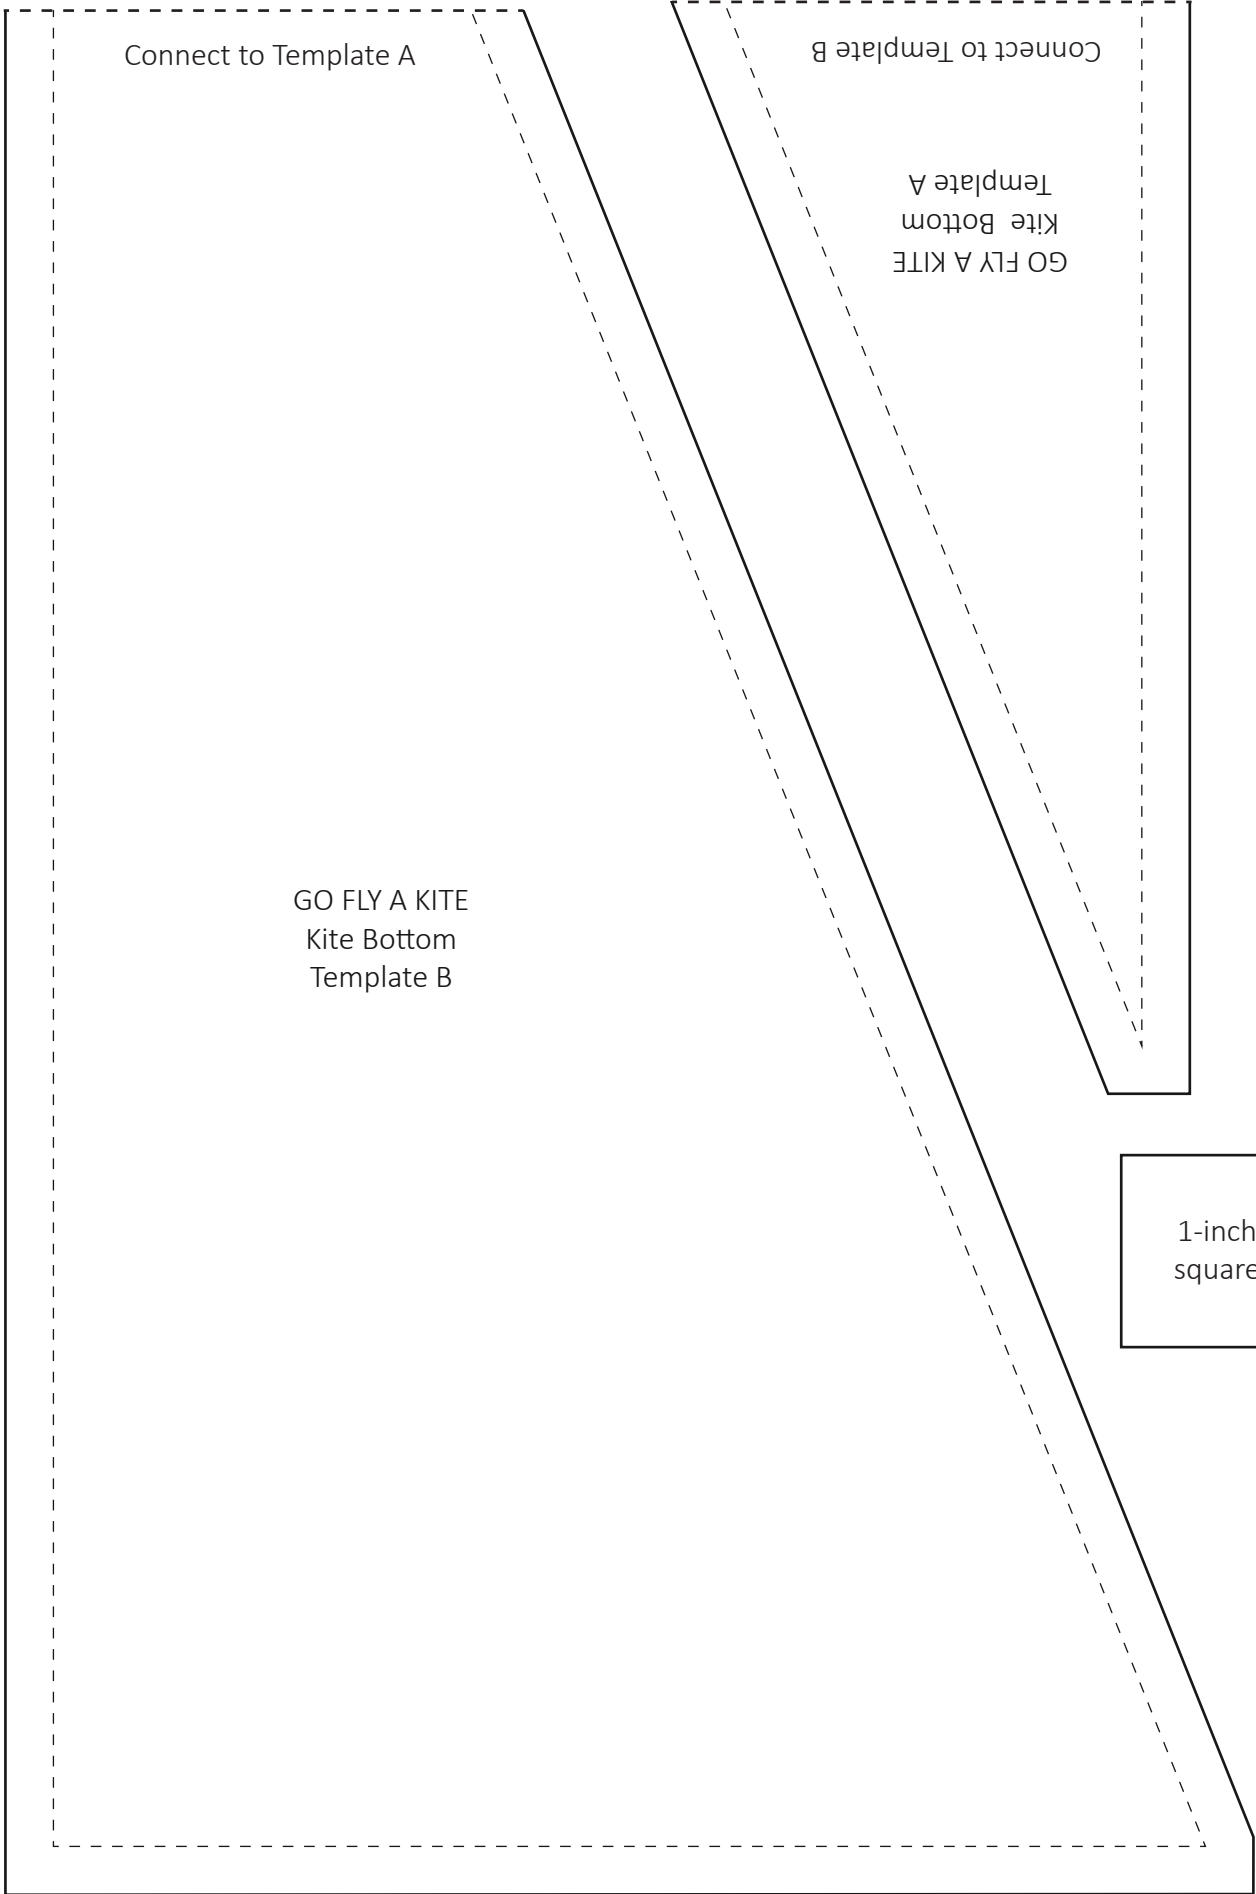 Connect to Template A
GO FLY A KITE
Kite Bottom
Template B
Connect to Template B
GO FLY A KITE
Kite Bottom
Template A
1-inch
square